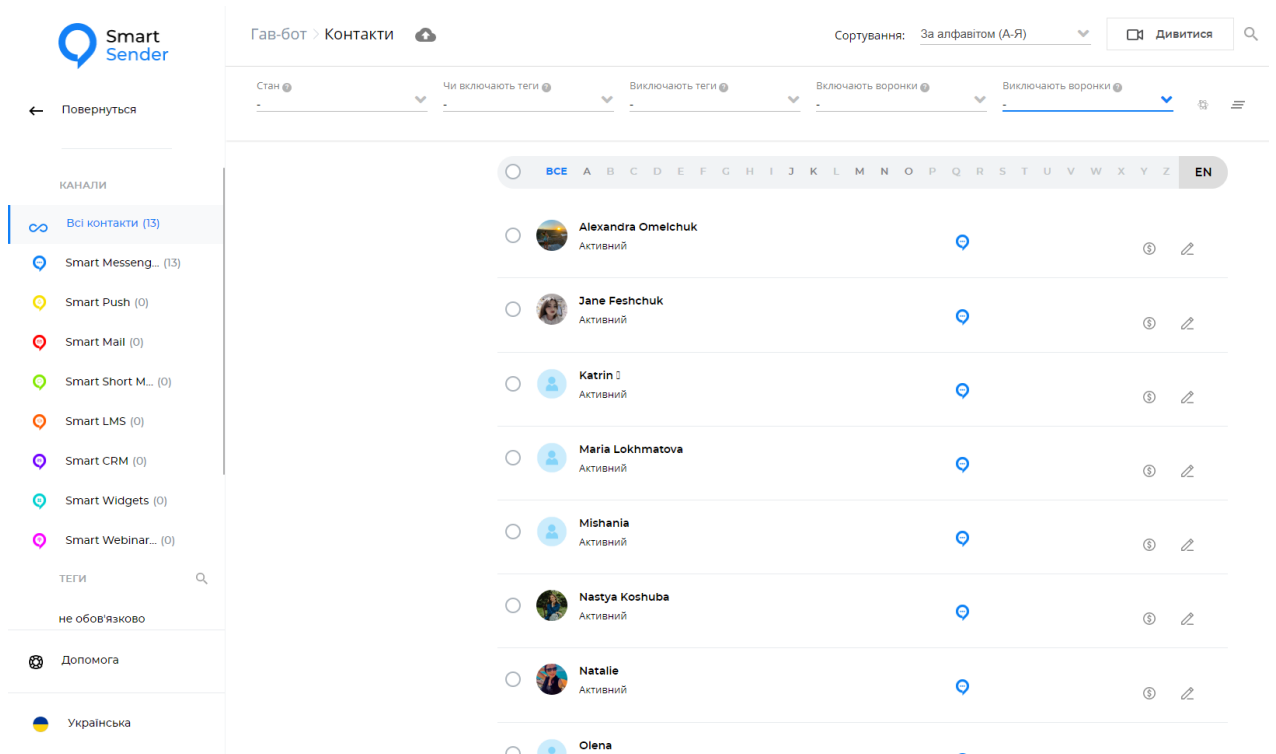 Smart
Sender
Повернуться
КАНАЛИ
Всі контакти (13)
Smart Messeng... (13)
Smart Push (0)
Smart Mail (0)
Smart Short M... (0)
Smart LMS (0)
Smart CRM (0)
Smart Widgets (0)
Smart Webinar... (0)
ТЕГИ
не обов'язково
Допомога
Українська
Гав-бот > Контакти
Сортування: За алфавітом (А-Я)
Дивитися
Стан
-
Чи включають теги
-
Виключають теги
-
Включають воронки
-
Виключають воронки
-
ВСЕ A B C D E F G H I J K L M N O P Q R S T U V W X Y Z EN
Alexandra Omelchuk
Активний
Jane Feshchuk
Активний
Katrin
Активний
Maria Lokhmatova
Активний
Mishania
Активний
Nastya Koshuba
Активний
Natalie
Активний
Olena